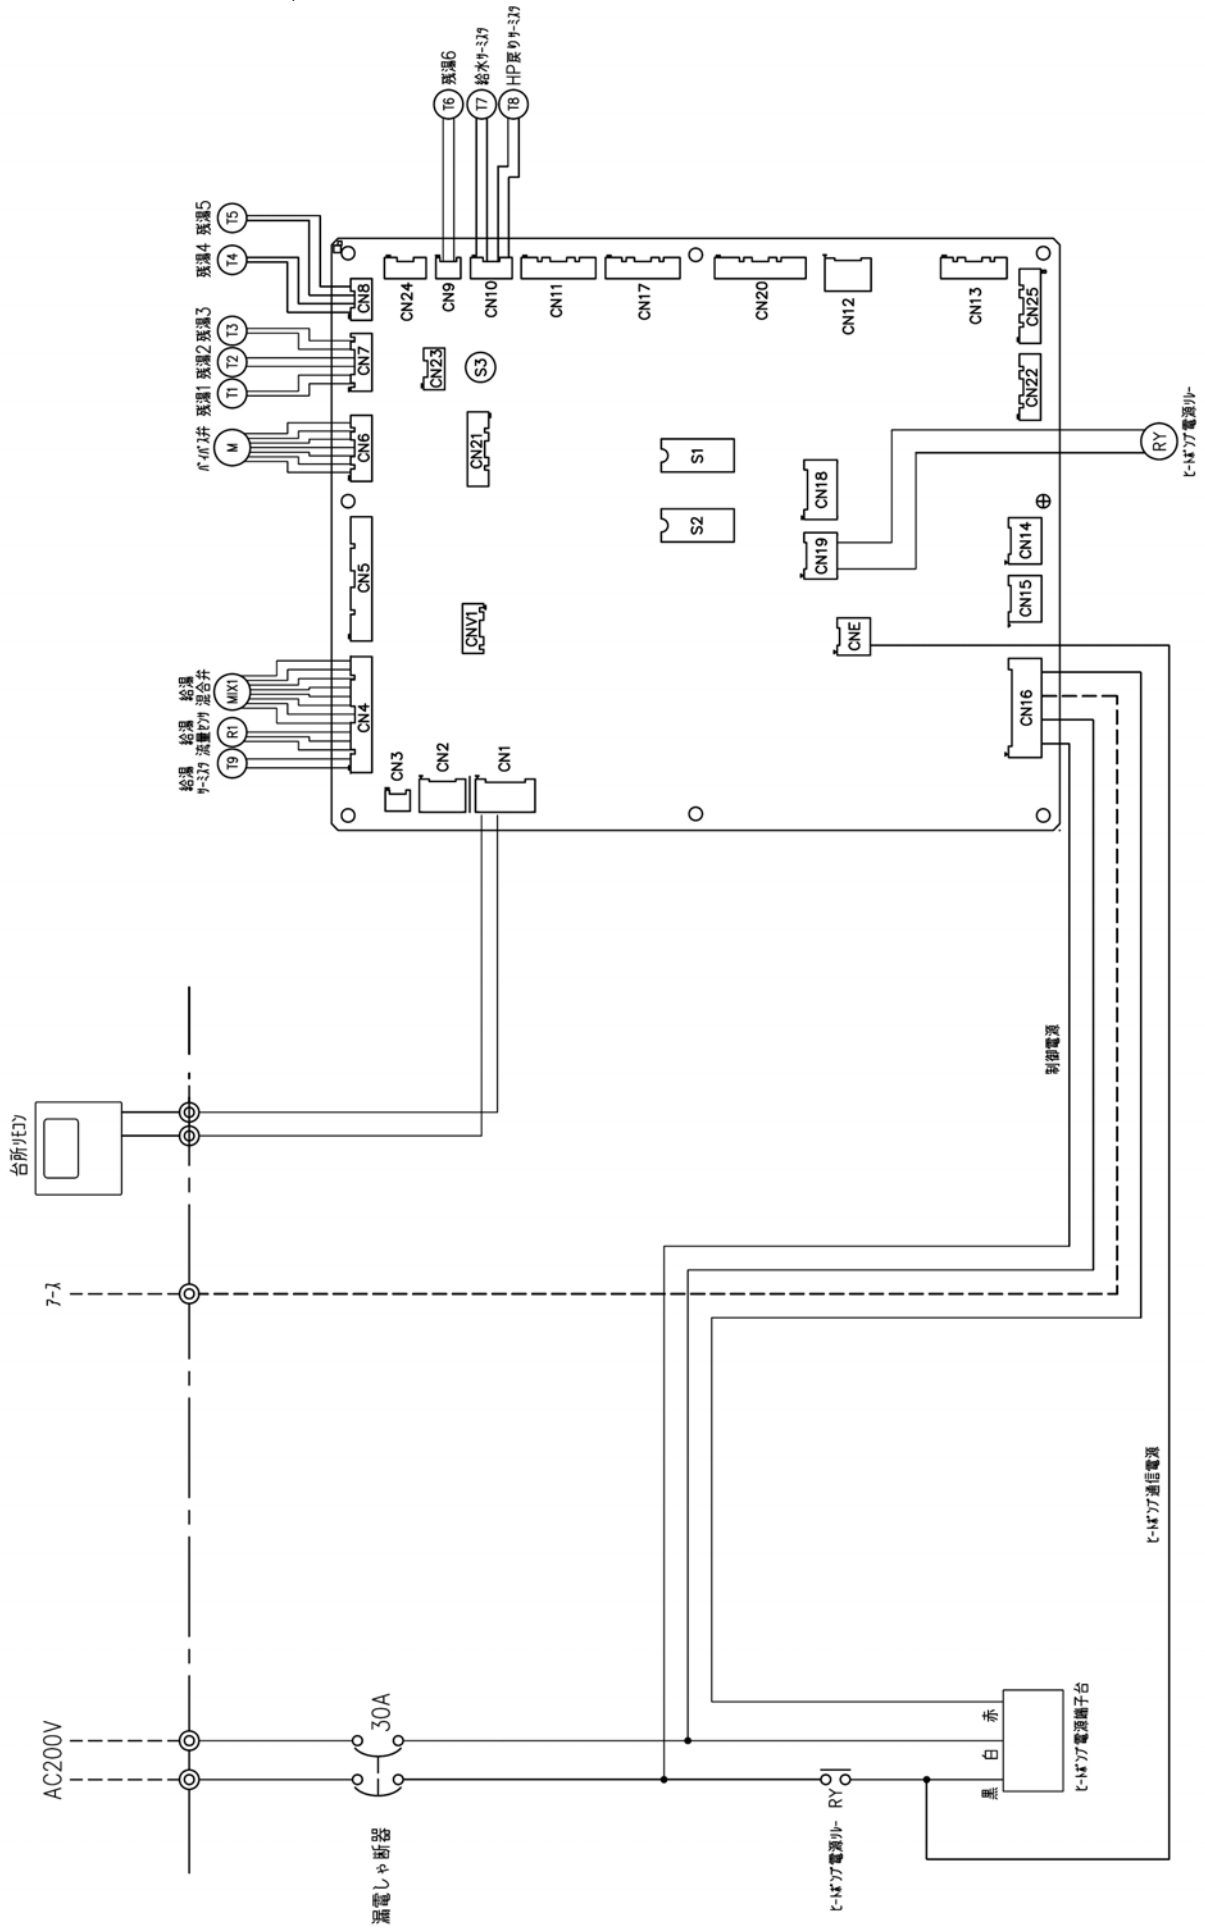 台所リモコン
アース
AC200V
30A
漏電しゃ断器
給湯
サーミスタ
T9
給湯
流量センサ
R1
給湯
混合弁
MIX1
バイパス弁
M
残湯1
T1
残湯2
T2
残湯3
T3
残湯4
T4
残湯5
T5
T6
残湯6
T7
給水サーミスタ
T8
HP戻りサーミスタ
CN3
CN2
CN1
CN4
CN5
CN6
CN7
CN8
CN24
CN9
CN10
CN11
CN17
CN20
CN12
CN13
CN25
CN22
CN23
S3
CN21
CNV1
S1
S2
CN18
CN19
CNE
CN14
CN15
CN16
RY
ヒートポンプ電源リレー
制御電源
ヒートポンプ通信電源
ヒートポンプ電源リレー RY
黒
白
赤
ヒートポンプ電源端子台